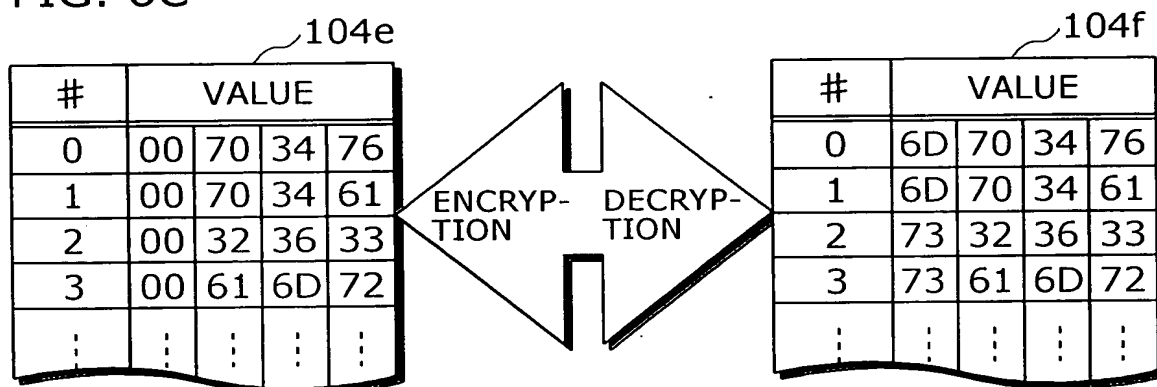 FIG. 6C
104e
# VALUE
0 00 70 34 76
1 00 70 34 61
2 00 32 36 33
3 00 61 6D 72
ENCRYP-
TION
DECRYP-
TION
104f
# VALUE
0 6D 70 34 76
1 6D 70 34 61
2 73 32 36 33
3 73 61 6D 72